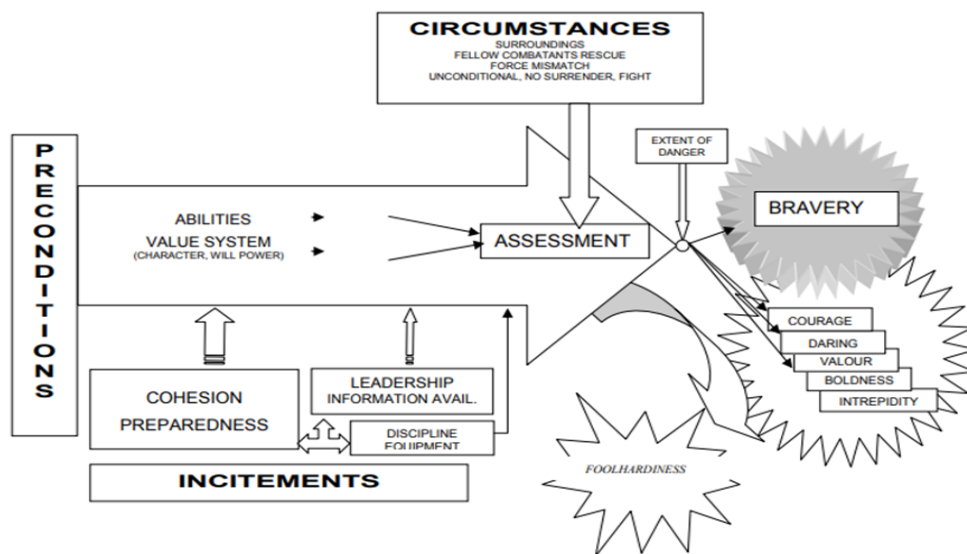 CIRCUMSTANCES
SURROUNDINGS
FELLOW COMBATANTS RESCUE
FORCE MISMATCH
UNCONDITIONAL, NO SURRENDER, FIGHT
PRECONDITIONS
EXTENT OF
DANGER
ABILITIES
VALUE SYSTEM
(CHARACTER, WILL POWER)
ASSESSMENT
BRAVERY
COURAGE
DARING
VALOUR
BOLDNESS
INTREPIDITY
COHESION
PREPAREDNESS
LEADERSHIP
INFORMATION AVAIL.
DISCIPLINE
EQUIPMENT
INCITEMENTS
FOOLHARDINESS